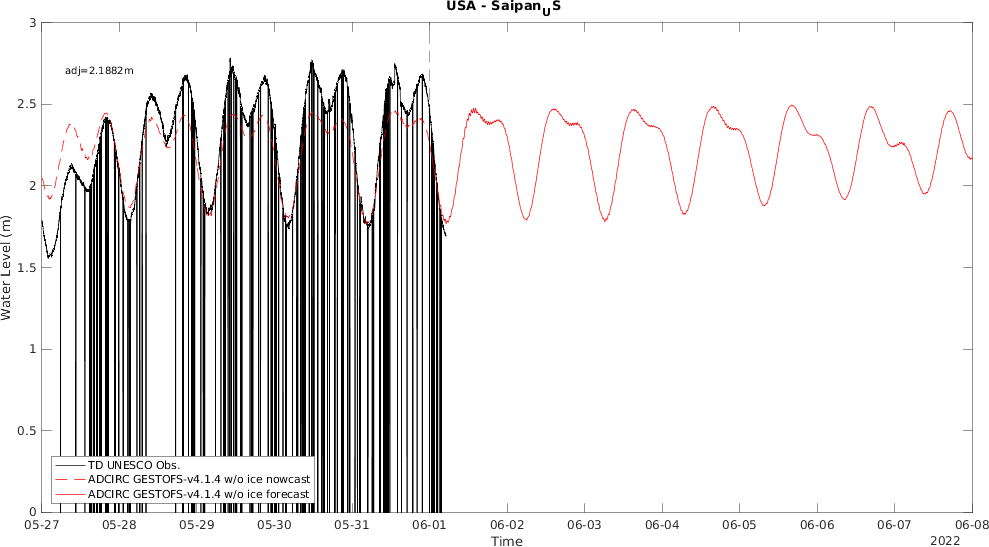 USA - SaipanUS
3
adj=2.1882m
2.5
2
1.5
1
0.5
0
Water Level (m)
TD UNESCO Obs.
ADCIRC GESTOFS-v4.1.4 w/o ice nowcast
ADCIRC GESTOFS-v4.1.4 w/o ice forecast
05-27 05-28 05-29 05-30 05-31 06-01 06-02 06-03 06-04 06-05 06-06 06-07 06-08
Time
2022